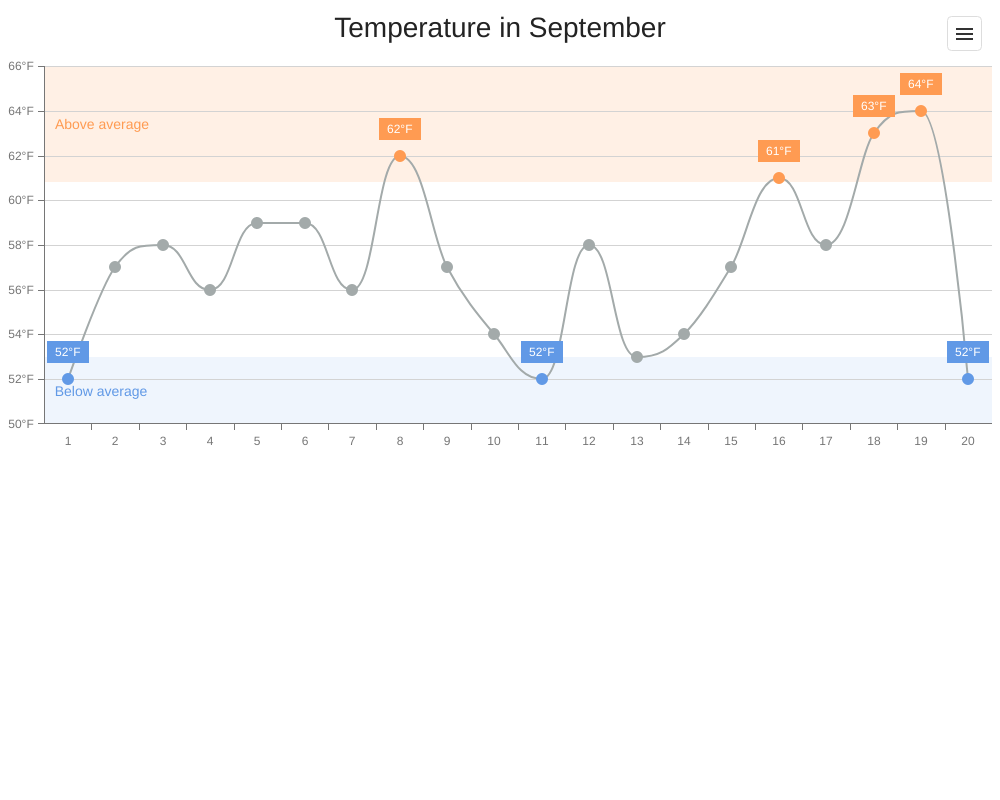 Temperature in September
66°F
64°F
62°F
60°F
58°F
56°F
54°F
52°F
50°F
Above average
Below average
52°F
62°F
52°F
61°F
63°F
64°F
52°F
1 2 3 4 5 6 7 8 9 10 11 12 13 14 15 16 17 18 19 20